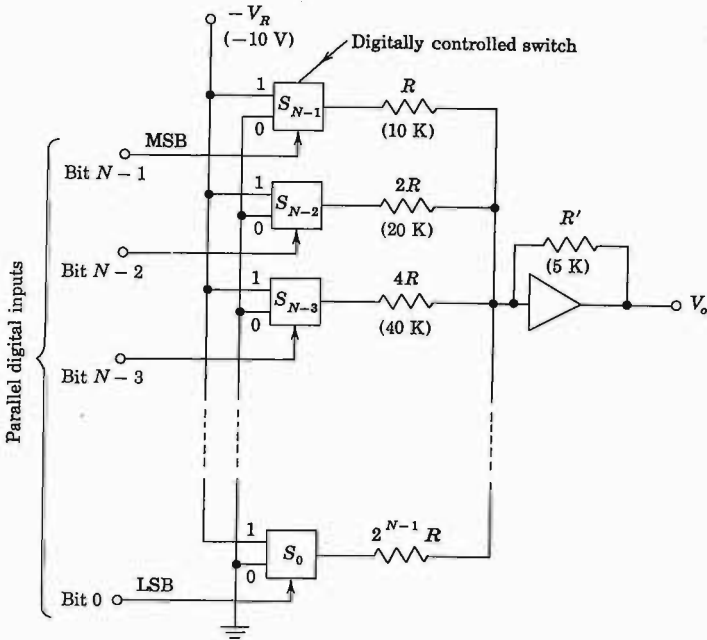 −V_R
(−10 V)
Digitally controlled switch
1
S_{N−1}
0
R
(10 K)
MSB
Bit N − 1
1
S_{N−2}
0
2R
(20 K)
Bit N − 2
R′
(5 K)
1
S_{N−3}
0
4R
(40 K)
V_o
Bit N − 3
Parallel digital inputs
1
S_0
0
2^{N−1} R
LSB
Bit 0